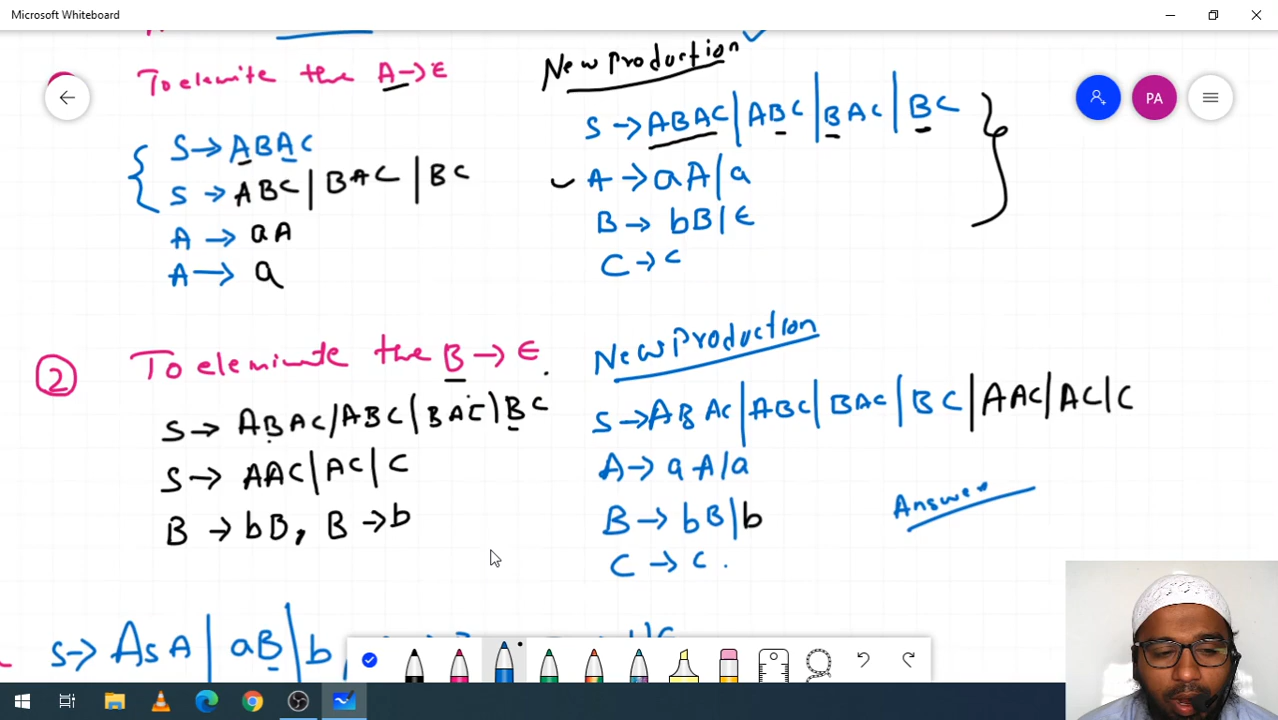 Microsoft Whiteboard
To elemite the A→ϵ
S → ABAC
S → ABC | BAC | BC
A → aA
A → a
New production
S → ABAC | ABC | BAC | BC
A → aA | a
B → bB | ϵ
C → c
PA
2 To eleminate the B → ϵ.
S → ABAC | ABC | BAC | BC
S → AAC | AC | C
B → bB, B → b
New Production
S → ABAC | ABC | BAC | BC | AAC | AC | C
A → aA | a
B → bB | b
C → c .
Answer
S → ASA | aB | b